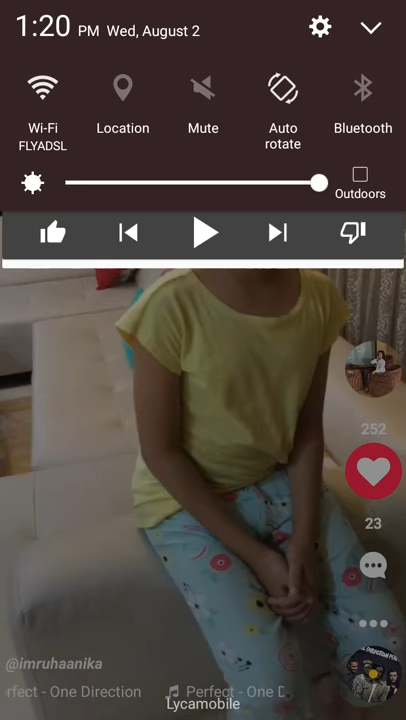 1:20 PM Wed, August 2
Wi-Fi
FLYADSL
Location
Mute
Auto
rotate
Bluetooth
Outdoors
252
23
@imruhaanika
rfect - One Direction
Perfect - One D
Lycamobile